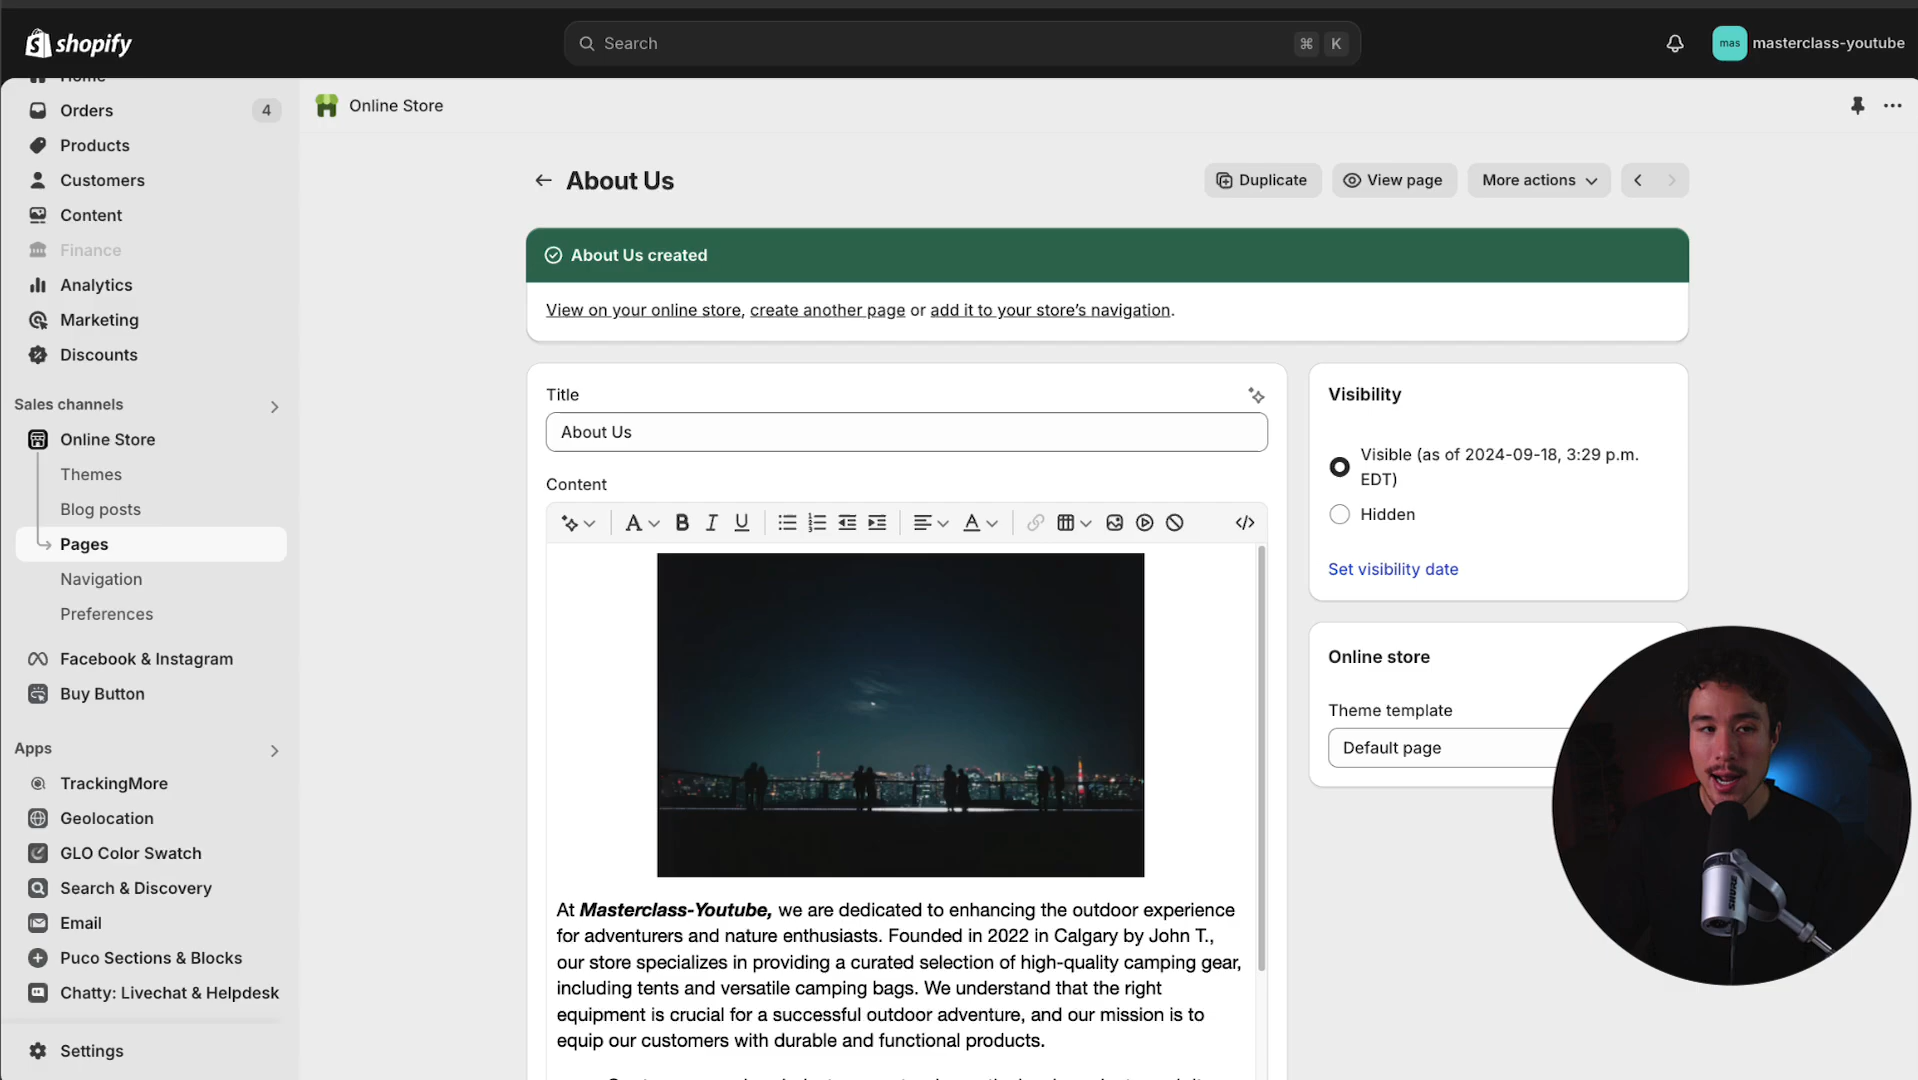 shopify
Search
⌘ K
mas
masterclass-youtube
Home
Orders
4
Products
Customers
Content
Finance
Analytics
Marketing
Discounts
Sales channels
Online Store
Themes
Blog posts
Pages
Navigation
Preferences
Facebook & Instagram
Buy Button
Apps
TrackingMore
Geolocation
GLO Color Swatch
Search & Discovery
Email
Puco Sections & Blocks
Chatty: Livechat & Helpdesk
Settings
Online Store
About Us
Duplicate
View page
More actions
About Us created
View on your online store, create another page or add it to your store’s navigation.
Title
About Us
Content
At Masterclass-Youtube, we are dedicated to enhancing the outdoor experience
for adventurers and nature enthusiasts. Founded in 2022 in Calgary by John T.,
our store specializes in providing a curated selection of high-quality camping gear,
including tents and versatile camping bags. We understand that the right
equipment is crucial for a successful outdoor adventure, and our mission is to
equip our customers with durable and functional products.
Visibility
Visible (as of 2024-09-18, 3:29 p.m.
EDT)
Hidden
Set visibility date
Online store
Theme template
Default page
SHURE